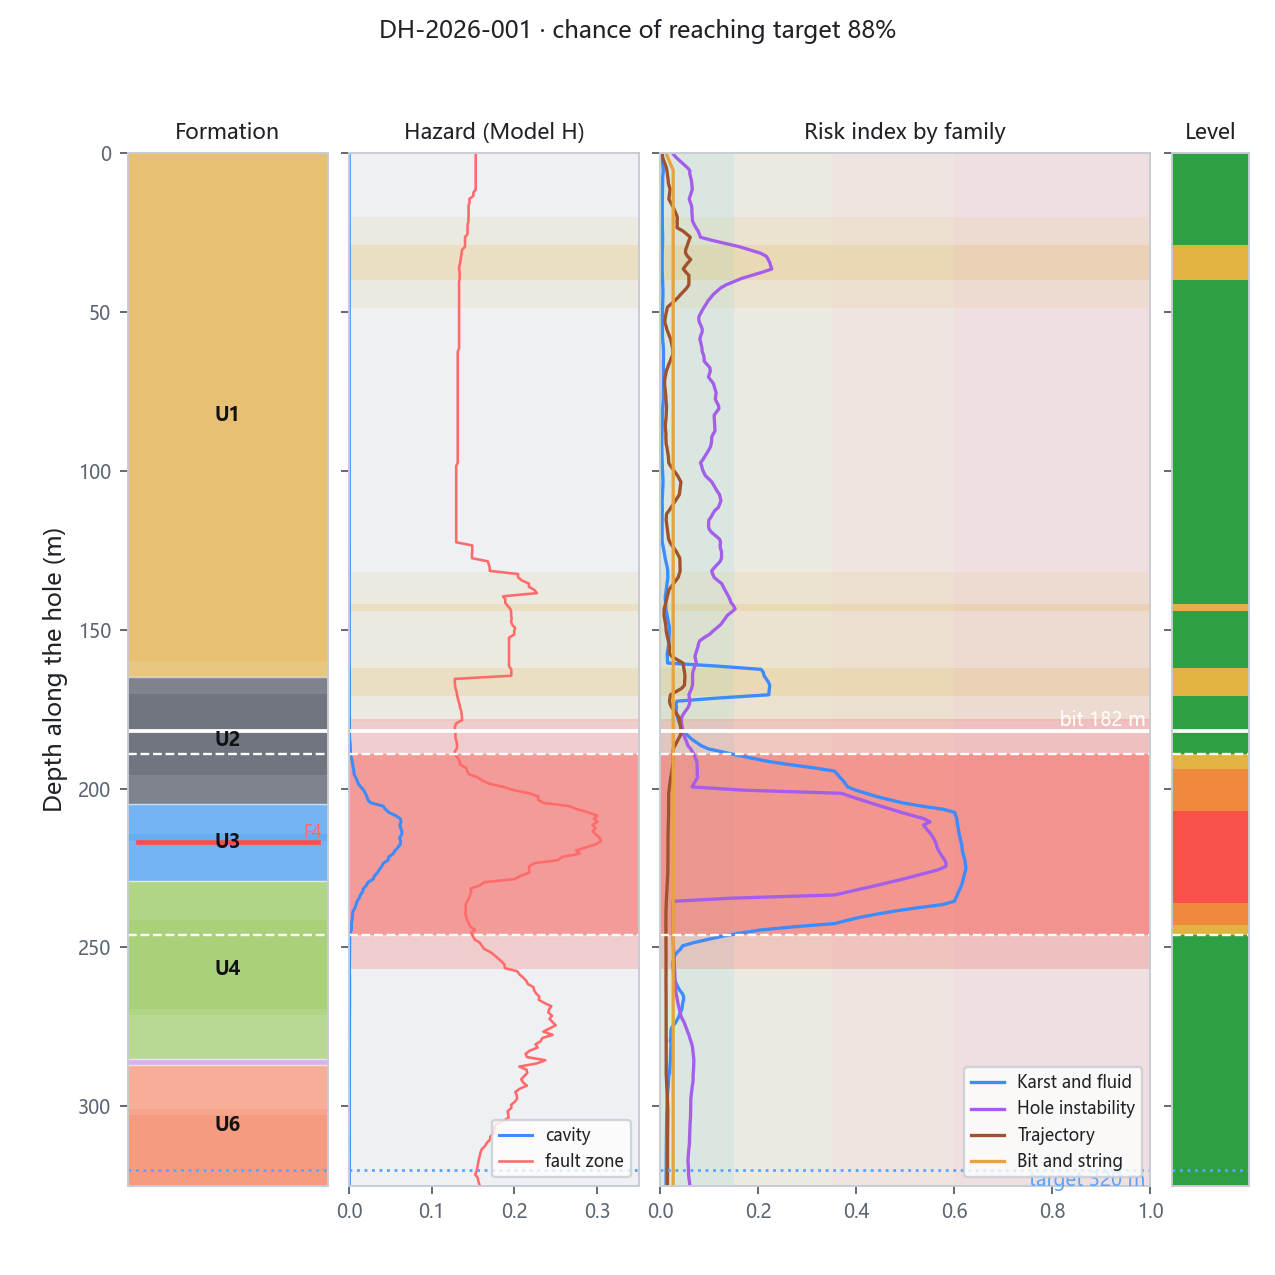 DH-2026-001 · chance of reaching target 88%
Formation
Hazard (Model H)
Risk index by family
Level
Depth along the hole (m)
0
50
100
150
200
250
300
U1
U2
U3
F4
U4
U6
bit 182 m
target 320 m
cavity
fault zone
Karst and fluid
Hole instability
Trajectory
Bit and string
0.0 0.1 0.2 0.3
0.0 0.2 0.4 0.6 0.8 1.0